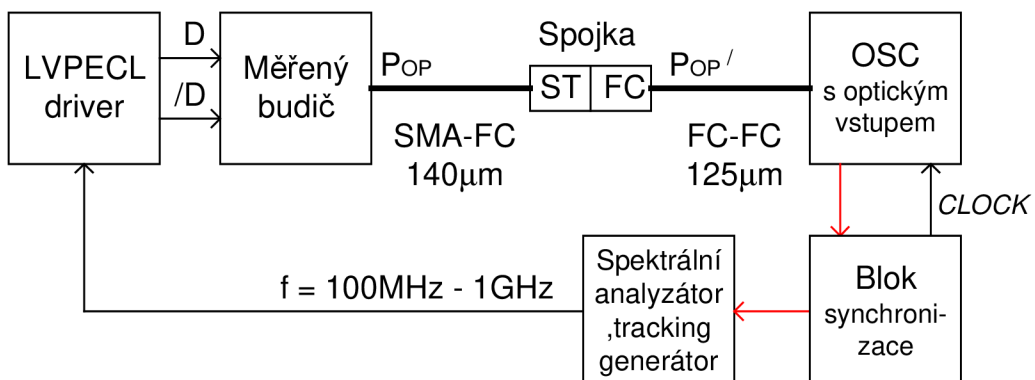 LVPECL
driver
D
/D
Měřený
budič
POP
SMA-FC
140µm
Spojka
ST FC
POP /
FC-FC
125µm
OSC
s optickým
vstupem
CLOCK
f = 100MHz - 1GHz
Spektrální
analyzátor
,tracking
generátor
Blok
synchroni-
zace